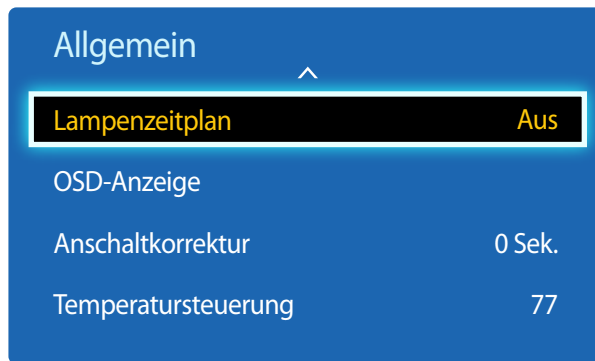 Allgemein
Lampenzeitplan Aus
OSD-Anzeige
Anschaltkorrektur 0 Sek.
Temperatursteuerung 77